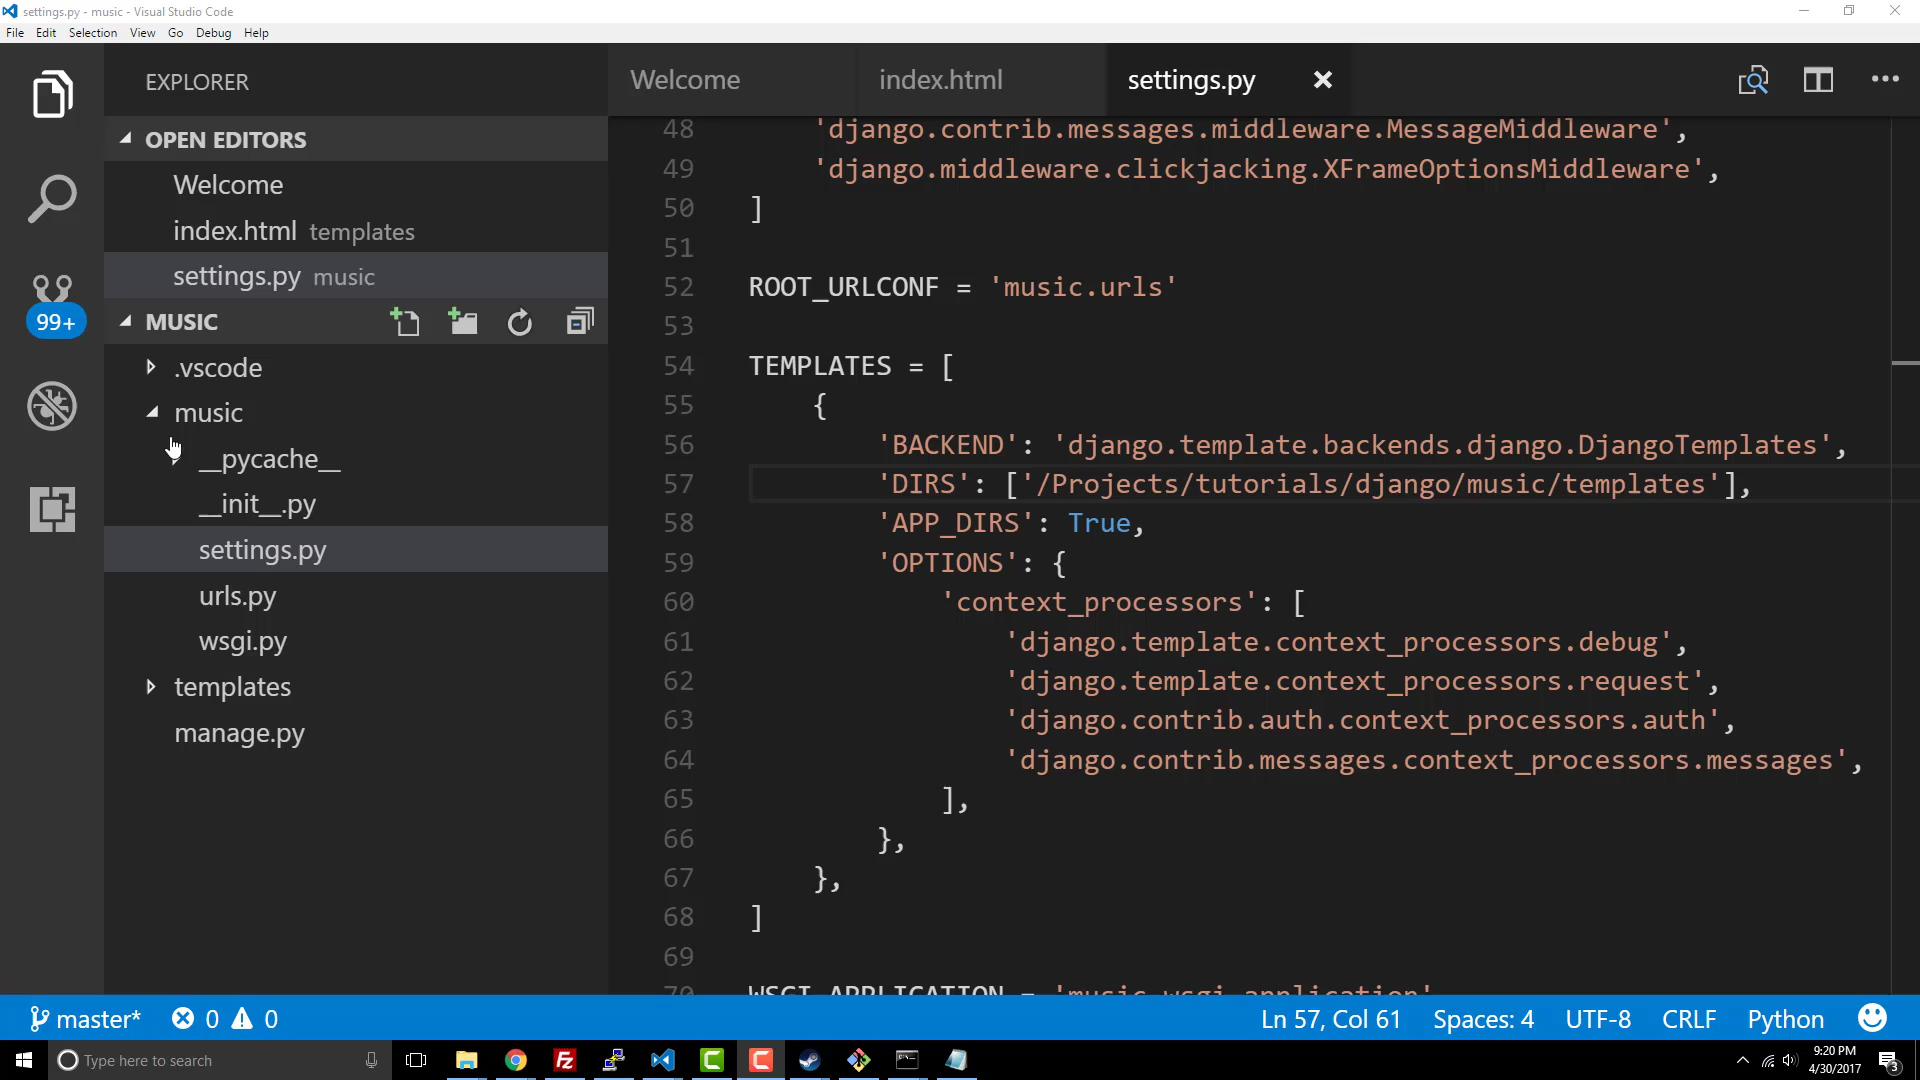 settings.py - music - Visual Studio Code
File Edit Selection View Go Debug Help
EXPLORER
OPEN EDITORS
Welcome
index.html templates
settings.py music
99+
MUSIC
.vscode
music
__pycache__
__init__.py
settings.py
urls.py
wsgi.py
templates
manage.py
Welcome index.html settings.py
48 'django.contrib.messages.middleware.MessageMiddleware',
49 'django.middleware.clickjacking.XFrameOptionsMiddleware',
50 ]
51
52 ROOT_URLCONF = 'music.urls'
53
54 TEMPLATES = [
55 {
56 'BACKEND': 'django.template.backends.django.DjangoTemplates',
57 'DIRS': ['/Projects/tutorials/django/music/templates'],
58 'APP_DIRS': True,
59 'OPTIONS': {
60 'context_processors': [
61 'django.template.context_processors.debug',
62 'django.template.context_processors.request',
63 'django.contrib.auth.context_processors.auth',
64 'django.contrib.messages.context_processors.messages',
65 ],
66 },
67 },
68 ]
69
70 WSGI_APPLICATION = 'music.wsgi.application'
master* 0 0 Ln 57, Col 61 Spaces: 4 UTF-8 CRLF Python
Type here to search
Fz
9:20 PM
4/30/2017
3